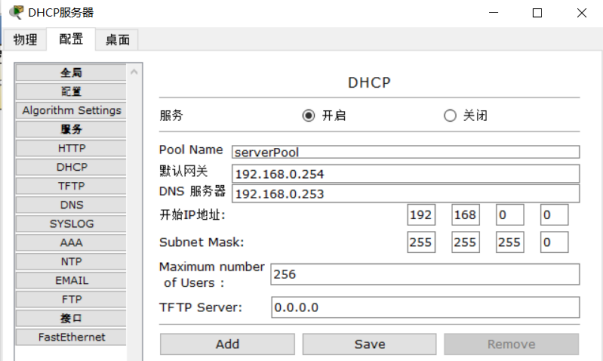 DHCP服务器
物理 配置 桌面
全局
配置
Algorithm Settings
服务
HTTP
DHCP
TFTP
DNS
SYSLOG
AAA
NTP
EMAIL
FTP
接口
FastEthernet
DHCP
服务 开启 关闭
Pool Name serverPool
默认网关 192.168.0.254
DNS 服务器 192.168.0.253
开始IP地址: 192 168 0 0
Subnet Mask: 255 255 255 0
Maximum number
of Users : 256
TFTP Server: 0.0.0.0
Add Save Remove